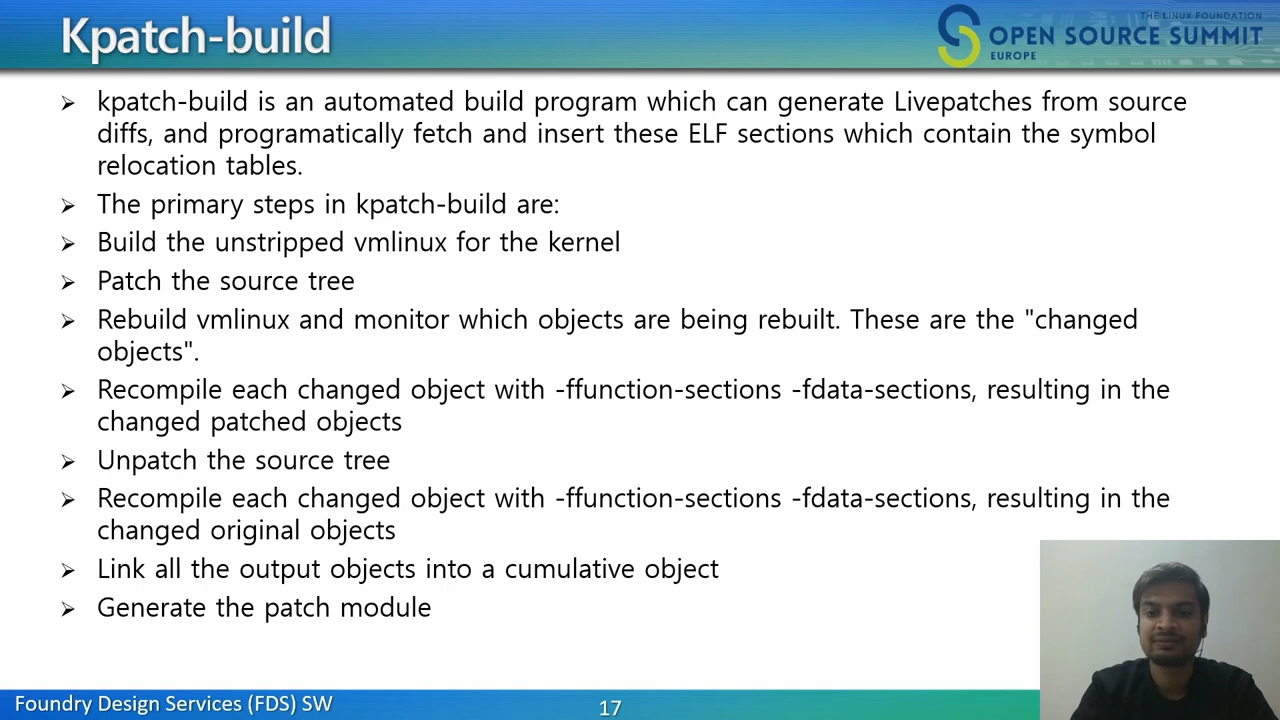 Kpatch-build
THE LINUX FOUNDATION
OPEN SOURCE SUMMIT
EUROPE
➢ kpatch-build is an automated build program which can generate Livepatches from source
diffs, and programatically fetch and insert these ELF sections which contain the symbol
relocation tables.
➢ The primary steps in kpatch-build are:
➢ Build the unstripped vmlinux for the kernel
➢ Patch the source tree
➢ Rebuild vmlinux and monitor which objects are being rebuilt. These are the "changed
objects".
➢ Recompile each changed object with -ffunction-sections -fdata-sections, resulting in the
changed patched objects
➢ Unpatch the source tree
➢ Recompile each changed object with -ffunction-sections -fdata-sections, resulting in the
changed original objects
➢ Link all the output objects into a cumulative object
➢ Generate the patch module
Foundry Design Services (FDS) SW
17